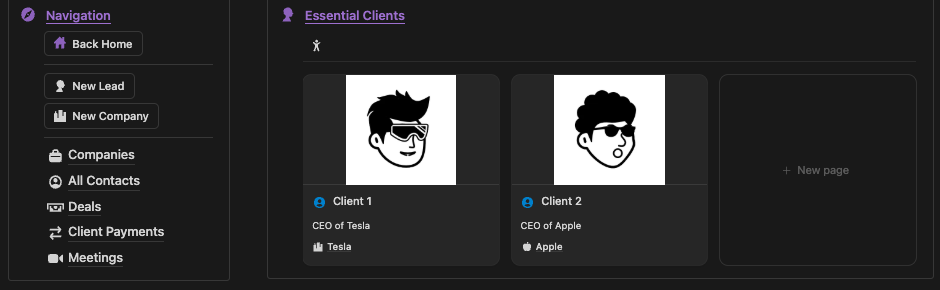 Navigation
Back Home
New Lead
New Company
Companies
All Contacts
Deals
Client Payments
Meetings
Essential Clients
Client 1
CEO of Tesla
Tesla
Client 2
CEO of Apple
Apple
+ New page